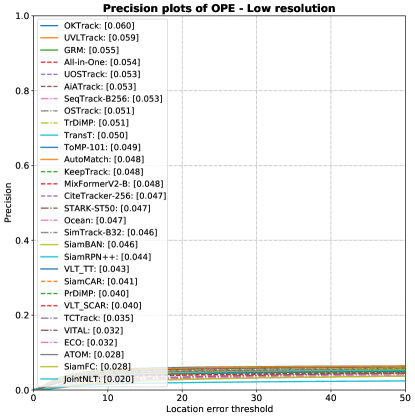 Precision plots of OPE - Low resolution
1.0
0.8
0.6
0.4
0.2
0.0
Precision
OKTrack: [0.060]
UVLTrack: [0.059]
GRM: [0.055]
All-in-One: [0.054]
UOSTrack: [0.053]
AiATrack: [0.053]
SeqTrack-B256: [0.053]
OSTrack: [0.051]
TrDiMP: [0.051]
TransT: [0.050]
ToMP-101: [0.049]
AutoMatch: [0.048]
KeepTrack: [0.048]
MixFormerV2-B: [0.048]
CiteTracker-256: [0.047]
STARK-ST50: [0.047]
Ocean: [0.047]
SimTrack-B32: [0.046]
SiamBAN: [0.046]
SiamRPN++: [0.044]
VLT_TT: [0.043]
SiamCAR: [0.041]
PrDiMP: [0.040]
VLT_SCAR: [0.040]
TCTrack: [0.035]
VITAL: [0.032]
ECO: [0.032]
ATOM: [0.028]
SiamFC: [0.028]
JointNLT: [0.020]
0 10 20 30 40 50
Location error threshold